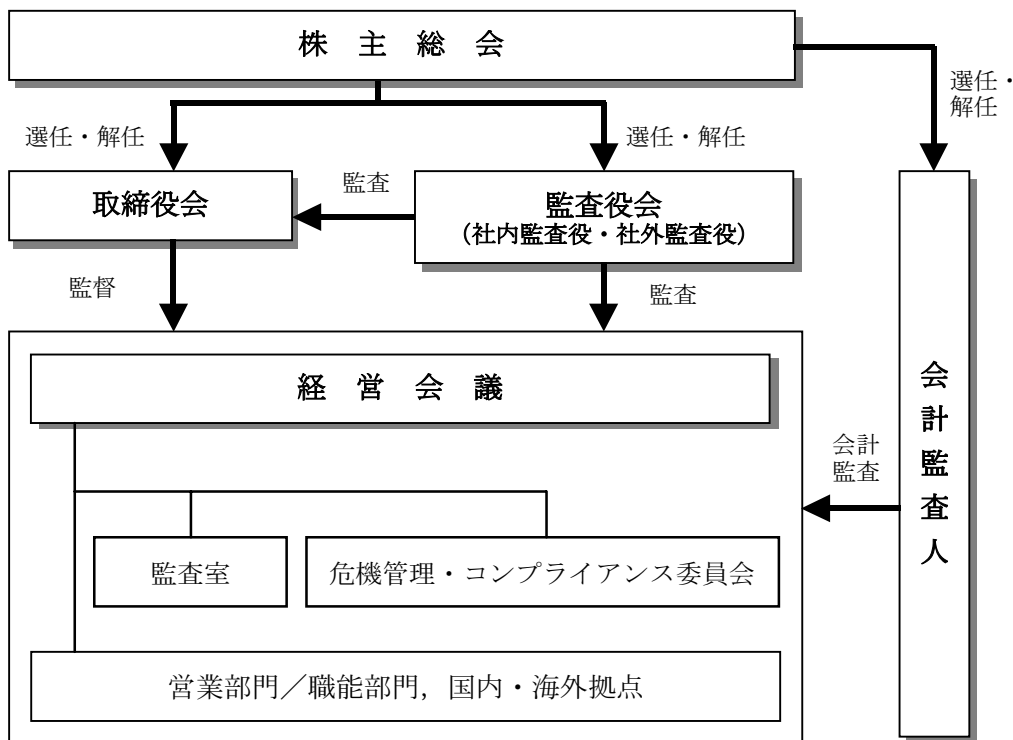 株 主 総 会
選任・
解任
選任・解任
選任・解任
取締役会
監査
監査役会
(社内監査役・社外監査役)
監督
監査
経 営 会 議
会計監査人
会計
監査
監査室
危機管理・コンプライアンス委員会
営業部門／職能部門，国内・海外拠点